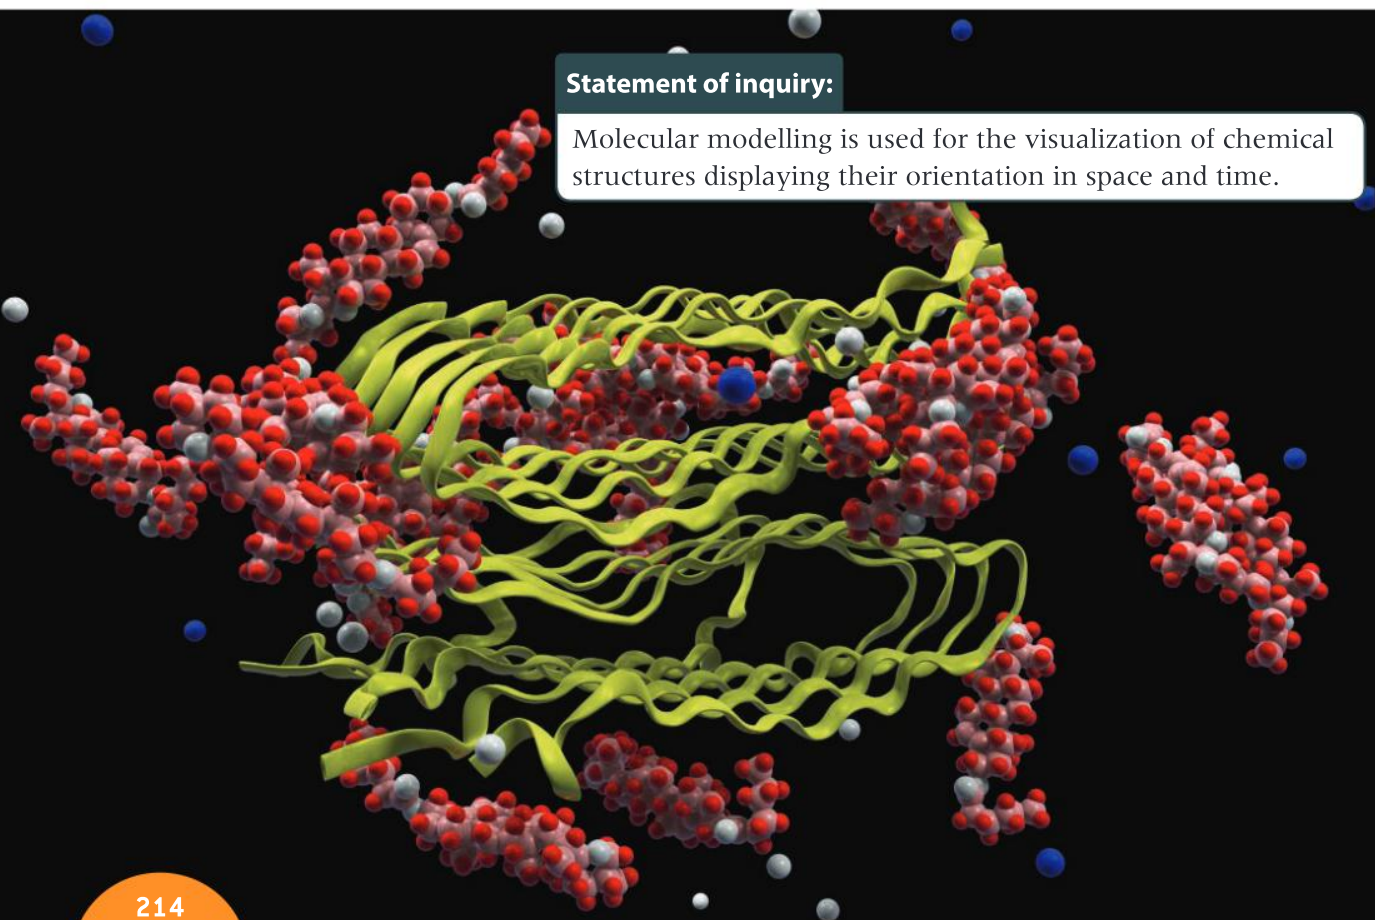 Statement of inquiry:
Molecular modelling is used for the visualization of chemical
structures displaying their orientation in space and time.
214